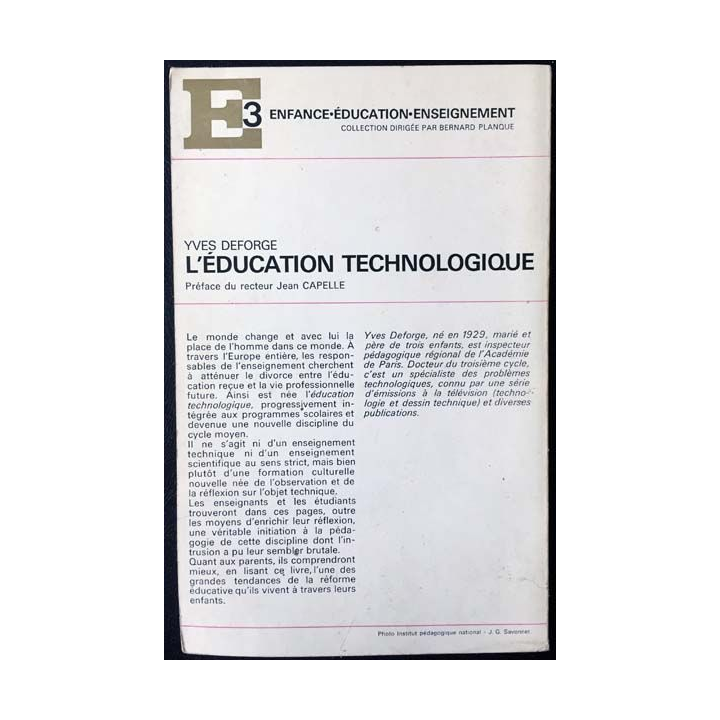 E3 ENFANCE•ÉDUCATION•ENSEIGNEMENT
COLLECTION DIRIGÉE PAR BERNARD PLANQUE
YVES DEFORGE
L'ÉDUCATION TECHNOLOGIQUE
Préface du recteur Jean CAPELLE
Le monde change et avec lui la
place de l'homme dans ce monde. A
travers l'Europe entière, les respon-
sables de l'enseignement cherchent
à atténuer le divorce entre l'édu-
cation reçue et la vie professionnelle
future. Ainsi est née l'éducation
technologique, progressivement in-
tégrée aux programmes scolaires et
devenue une nouvelle discipline du
cycle moyen.
Il ne s'agit ni d'un enseignement
technique ni d'un enseignement
scientifique au sens strict, mais bien
plutôt d'une formation culturelle
nouvelle née de l'observation et de
la réflexion sur l'objet technique.
Les enseignants et les étudiants
trouveront dans ces pages, outre
les moyens d'enrichir leur réflexion,
une véritable initiation à la péda-
gogie de cette discipline dont l'in-
trusion a pu leur sembler brutale.
Quant aux parents, ils comprendront
mieux, en lisant ce livre, l'une des
grandes tendances de la réforme
éducative qu'ils vivent à travers leurs
enfants.
Yves Deforge, né en 1929, marié et
père de trois enfants, est inspecteur
pédagogique régional de l'Académie
de Paris. Docteur du troisième cycle,
c'est un spécialiste des problèmes
technologiques, connu par une série
d'émissions à la télévision (techno-
logie et dessin technique) et diverses
publications.
Photo Institut pédagogique national - J. G. Savonnet.